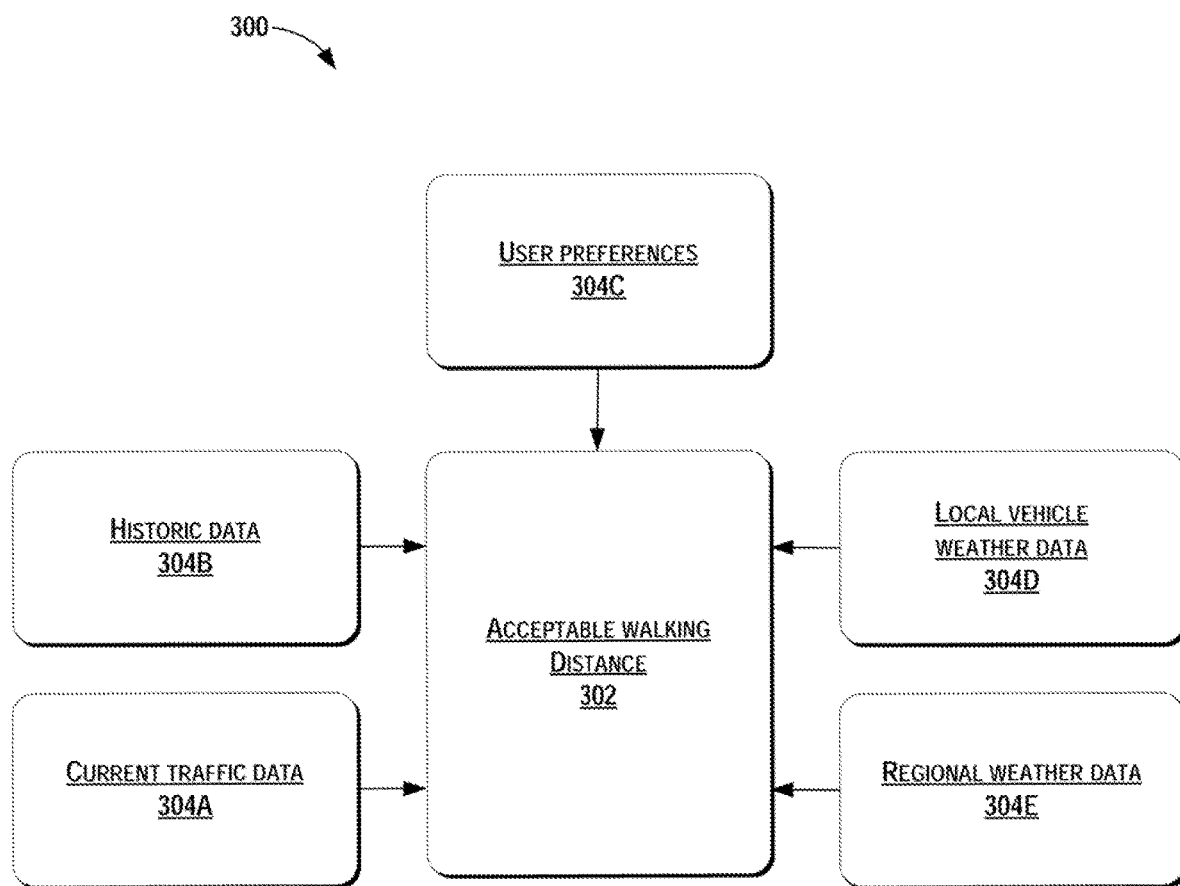 300
USER PREFERENCES
304C
HISTORIC DATA
304B
LOCAL VEHICLE
WEATHER DATA
304D
ACCEPTABLE WALKING
DISTANCE
302
CURRENT TRAFFIC DATA
304A
REGIONAL WEATHER DATA
304E